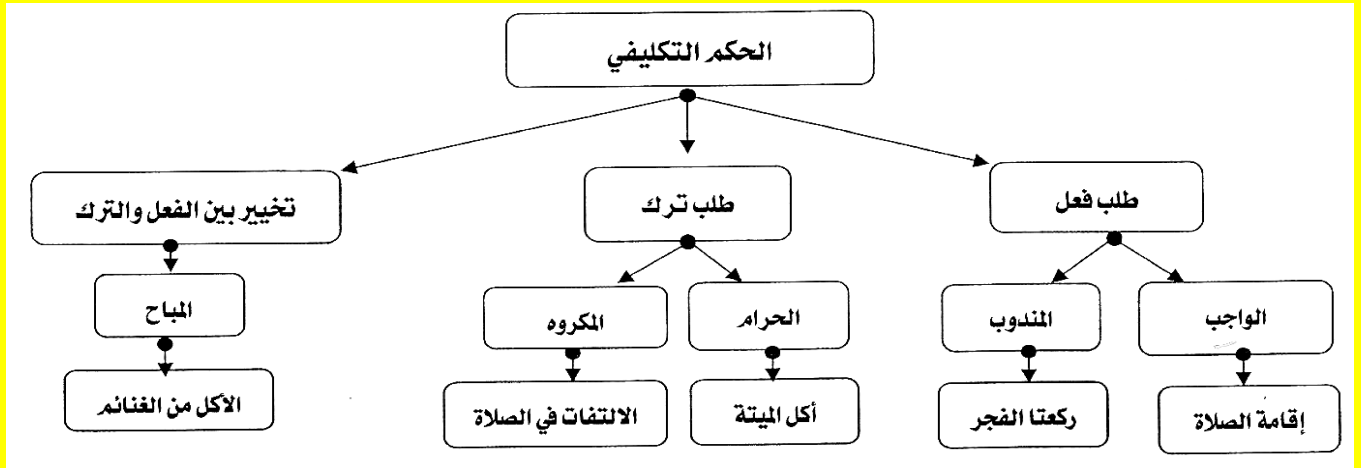 الحكم التكليفي
طلب فعل
طلب ترك
تخيير بين الفعل والترك
الواجب
المندوب
الحرام
المكروه
المباح
إقامة الصلاة
ركعتا الفجر
أكل الميتة
الالتفات في الصلاة
الأكل من الغنائم